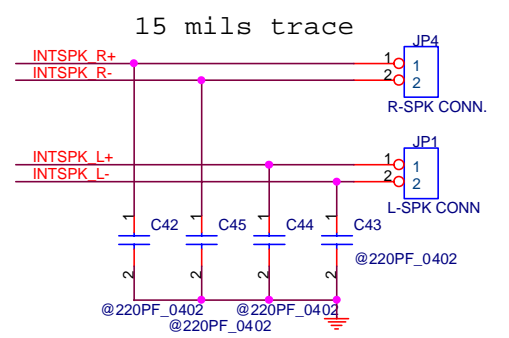 15 mils trace
JP4
INTSPK_R+
1
1
INTSPK_R-
2
2
R-SPK CONN.
JP1
INTSPK_L+
1
1
INTSPK_L-
2
2
L-SPK CONN
1
1
1
1
C42
C45
C44
C43
2
2
2
2
@220PF_0402
@220PF_0402
@220PF_0402
@220PF_0402